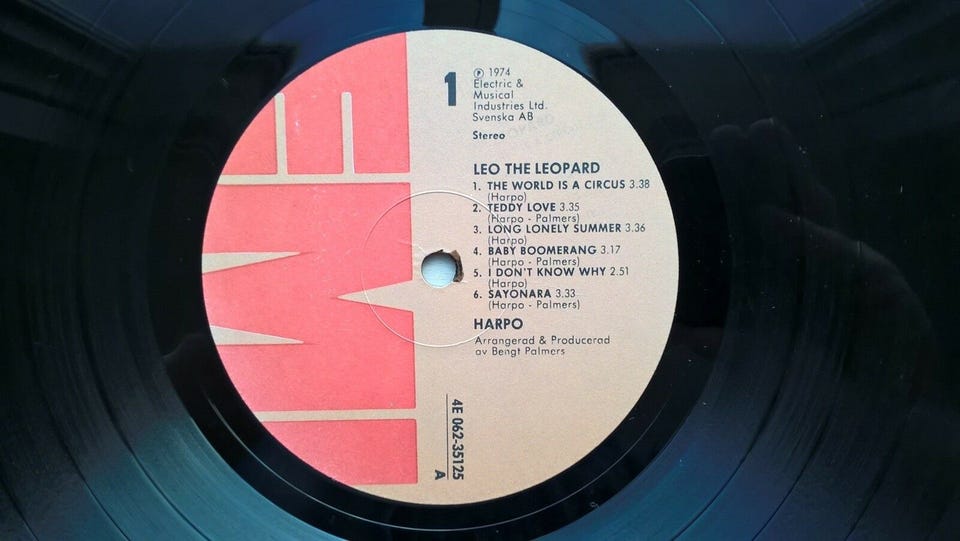 EMI
1
℗ 1974
Electric &
Musical
Industries Ltd.
Svenska AB
Stereo
LEO THE LEOPARD
1. THE WORLD IS A CIRCUS 3.38
(Harpo)
2. TEDDY LOVE 3.35
(Harpo - Palmers)
3. LONG LONELY SUMMER 3.36
(Harpo)
4. BABY BOOMERANG 3.17
(Harpo - Palmers)
5. I DON'T KNOW WHY 2.51
(Harpo)
6. SAYONARA 3.33
(Harpo - Palmers)
HARPO
Arrangerad & Producerad
av Bengt Palmers
4E 062-35125
A